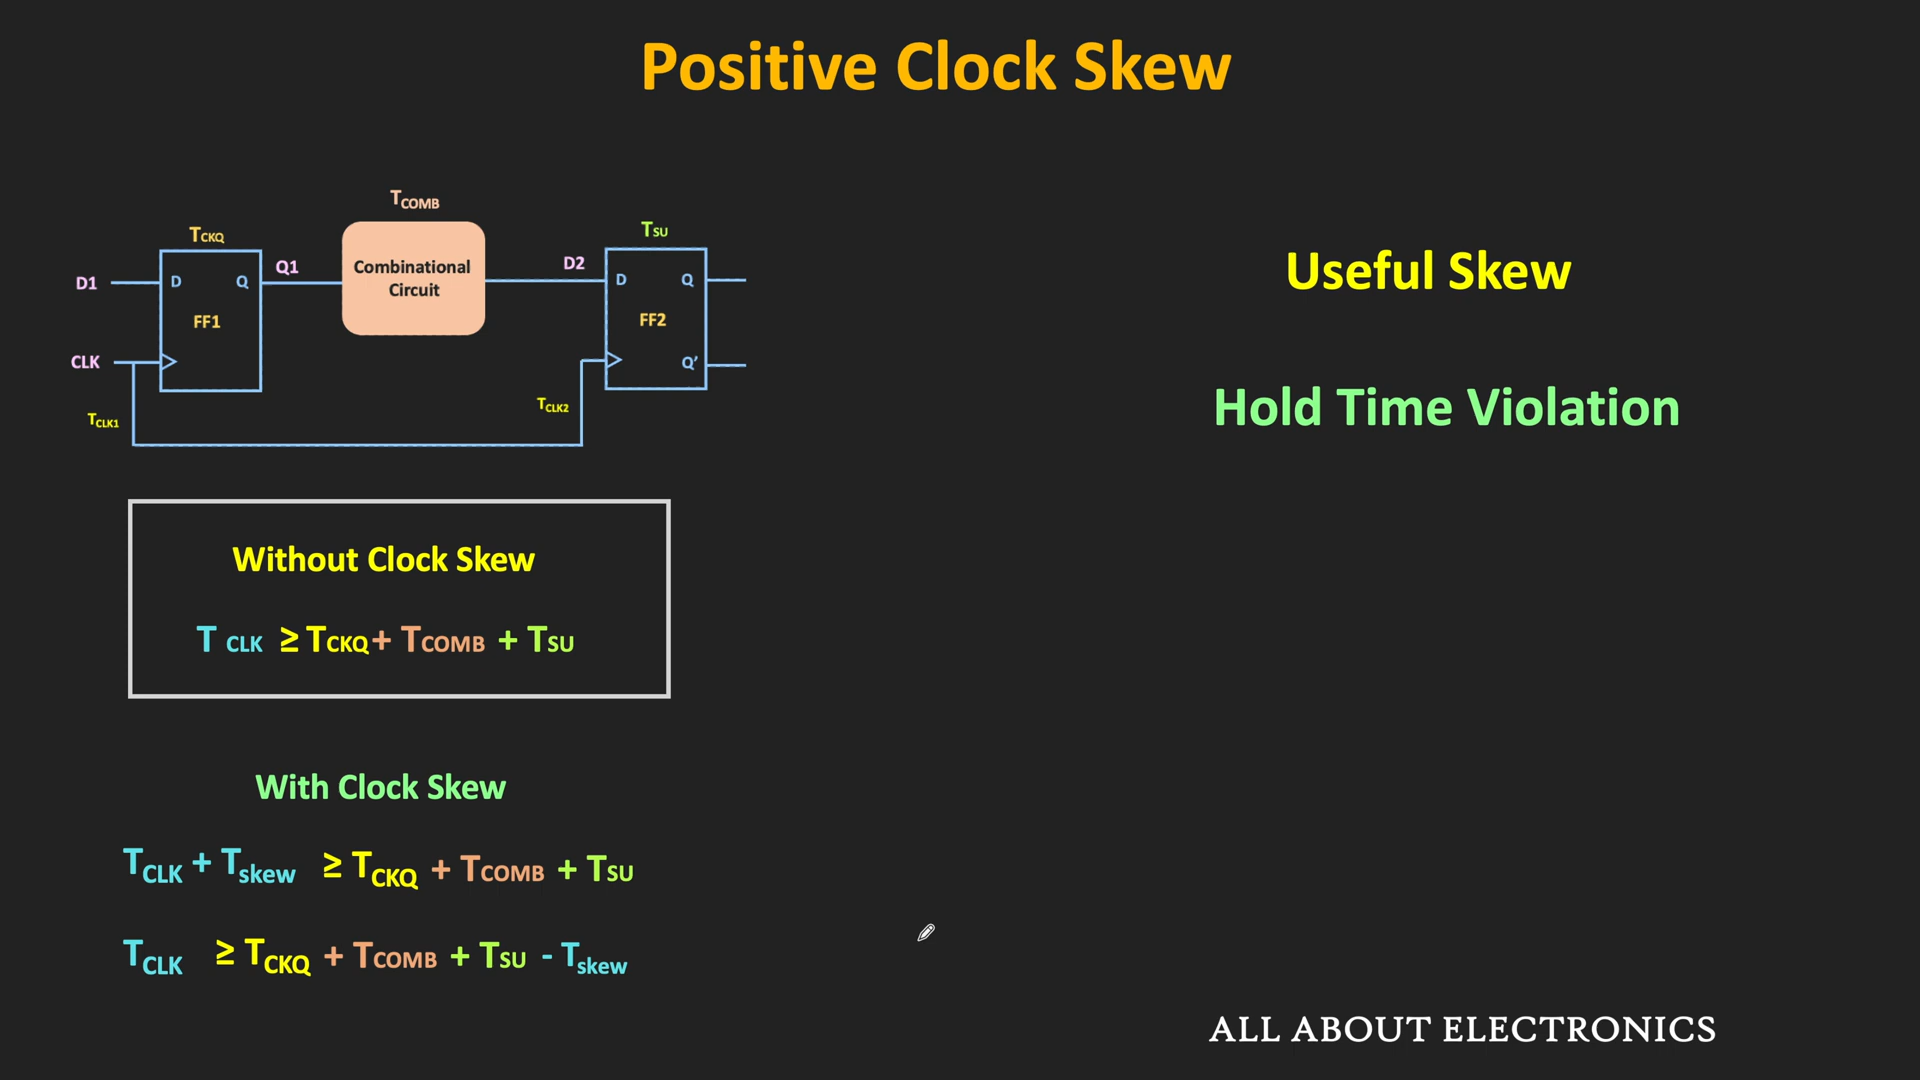 Positive Clock Skew
TCOMB
TCKQ
Combinational
Circuit
TSU
D1
D
Q
Q1
D2
D
Q
FF1
FF2
CLK
Q’
TCLK1
TCLK2
Useful Skew
Hold Time Violation
Without Clock Skew
T CLK ≥ TCKQ + TCOMB + TSU
With Clock Skew
TCLK + Tskew ≥ TCKQ + TCOMB + TSU
TCLK ≥ TCKQ + TCOMB + TSU - Tskew
ALL ABOUT ELECTRONICS